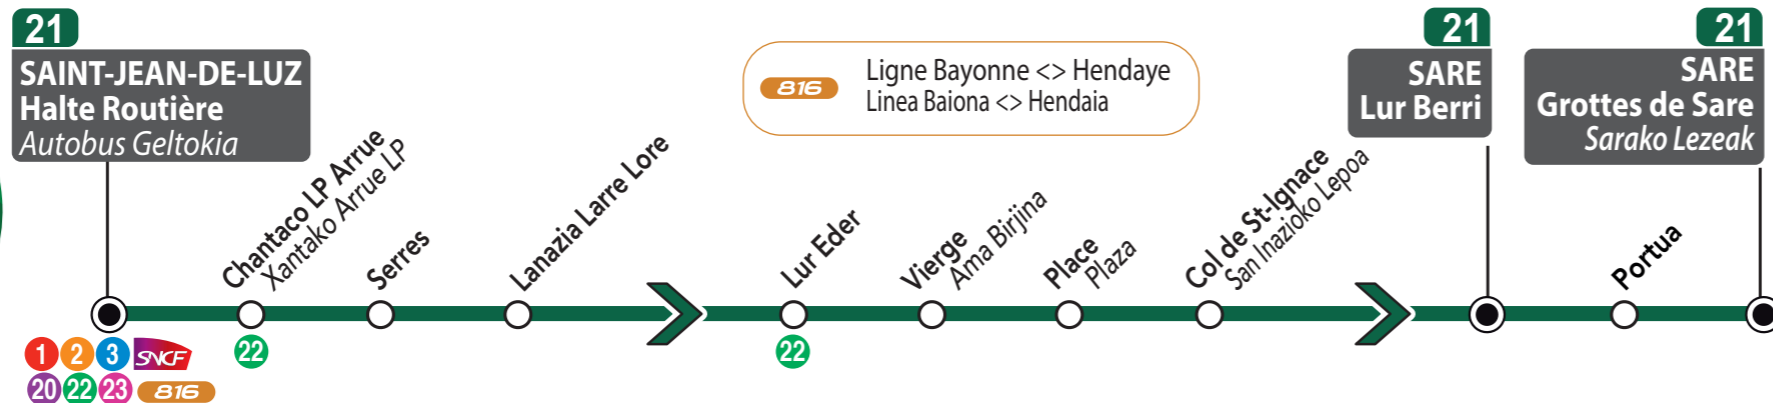 21
SAINT-JEAN-DE-LUZ
Halte Routière
Autobus Geltokia
816
Ligne Bayonne <> Hendaye
Linea Baiona <> Hendaia
21
SARE
Lur Berri
21
SARE
Grottes de Sare
Sarako Lezeak
Chantaco LP Arrue
Xantako Arrue LP
Serres
Lanazia Larre Lore
Lur Eder
Vierge
Ama Birjina
Place
Plaza
Col de St-Ignace
San Inazioko Lepoa
Portua
1 2 3 SNCF
20 22 23 816
22
22